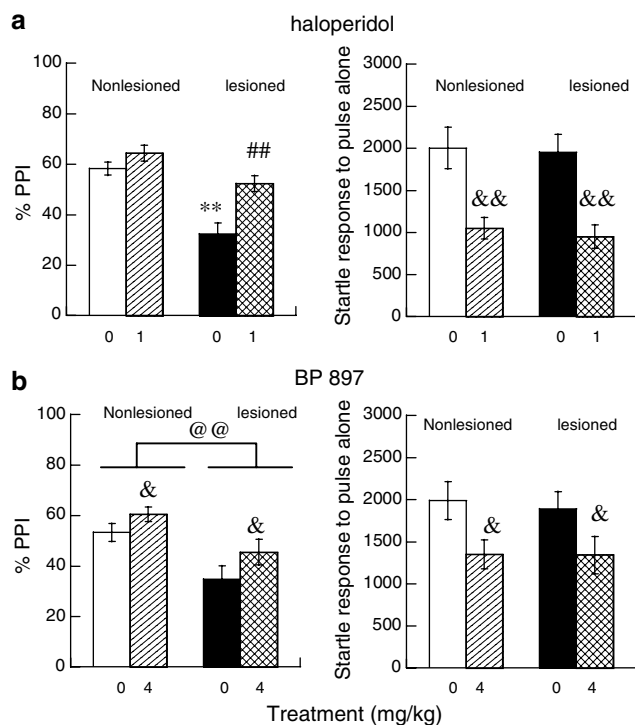 a
haloperidol
100
80
60
40
20
0
% PPI
Nonlesioned lesioned
**
##
0 1 0 1
3000
2500
2000
1500
1000
500
0
Startle response to pulse alone
Nonlesioned lesioned
&& &&
0 1 0 1
b
BP 897
100
80
60
40
20
0
% PPI
Nonlesioned lesioned
@@
& &
0 4 0 4
3000
2500
2000
1500
1000
500
0
Startle response to pulse alone
Nonlesioned lesioned
& &
0 4 0 4
Treatment (mg/kg)